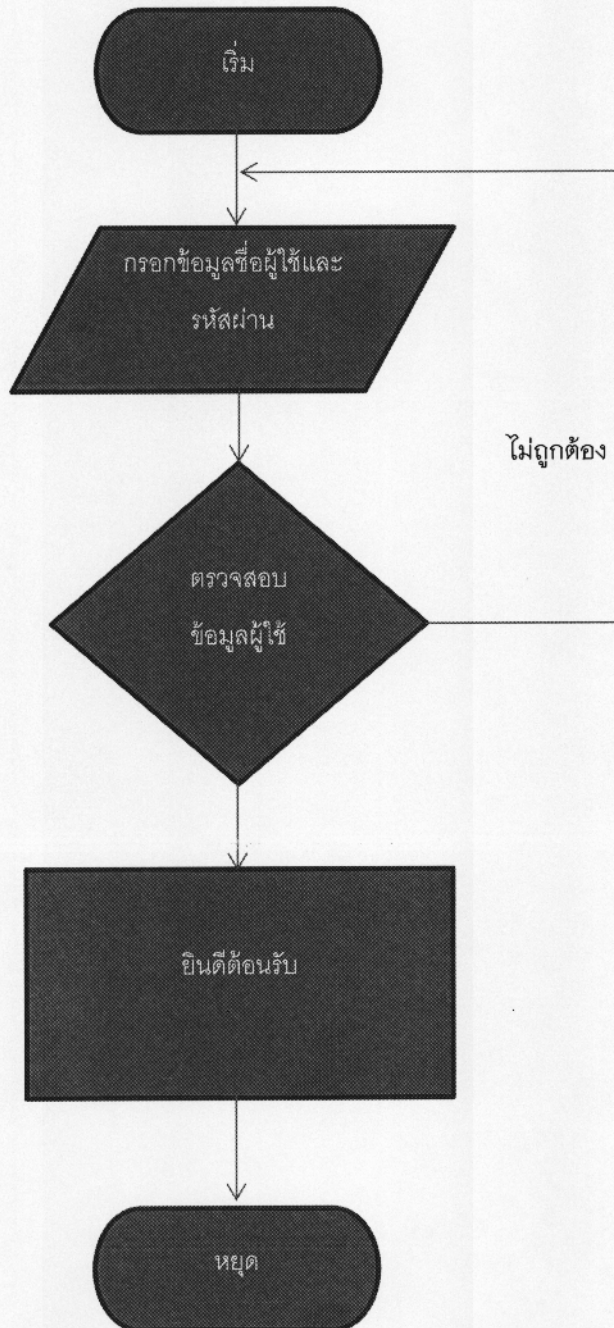 เริ่ม
กรอกข้อมูลชื่อผู้ใช้และ
รหัสผ่าน
ไม่ถูกต้อง
ตรวจสอบ
ข้อมูลผู้ใช้
ยินดีต้อนรับ
หยุด